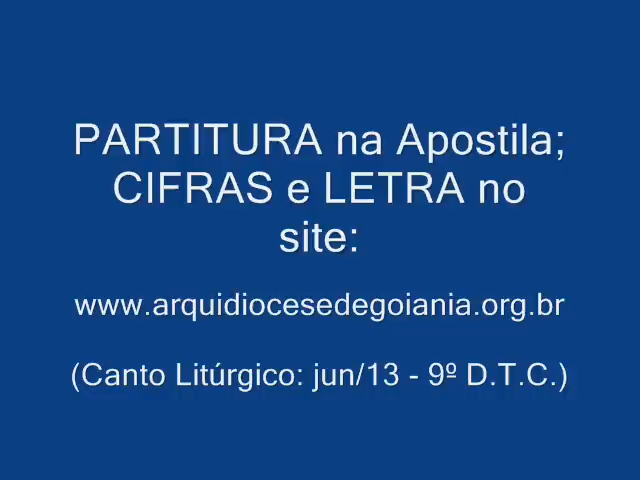 PARTITURA na Apostila;
CIFRAS e LETRA no
site:
www.arquidiocesedegoiania.org.br
(Canto Litúrgico: jun/13 - 9º D.T.C.)